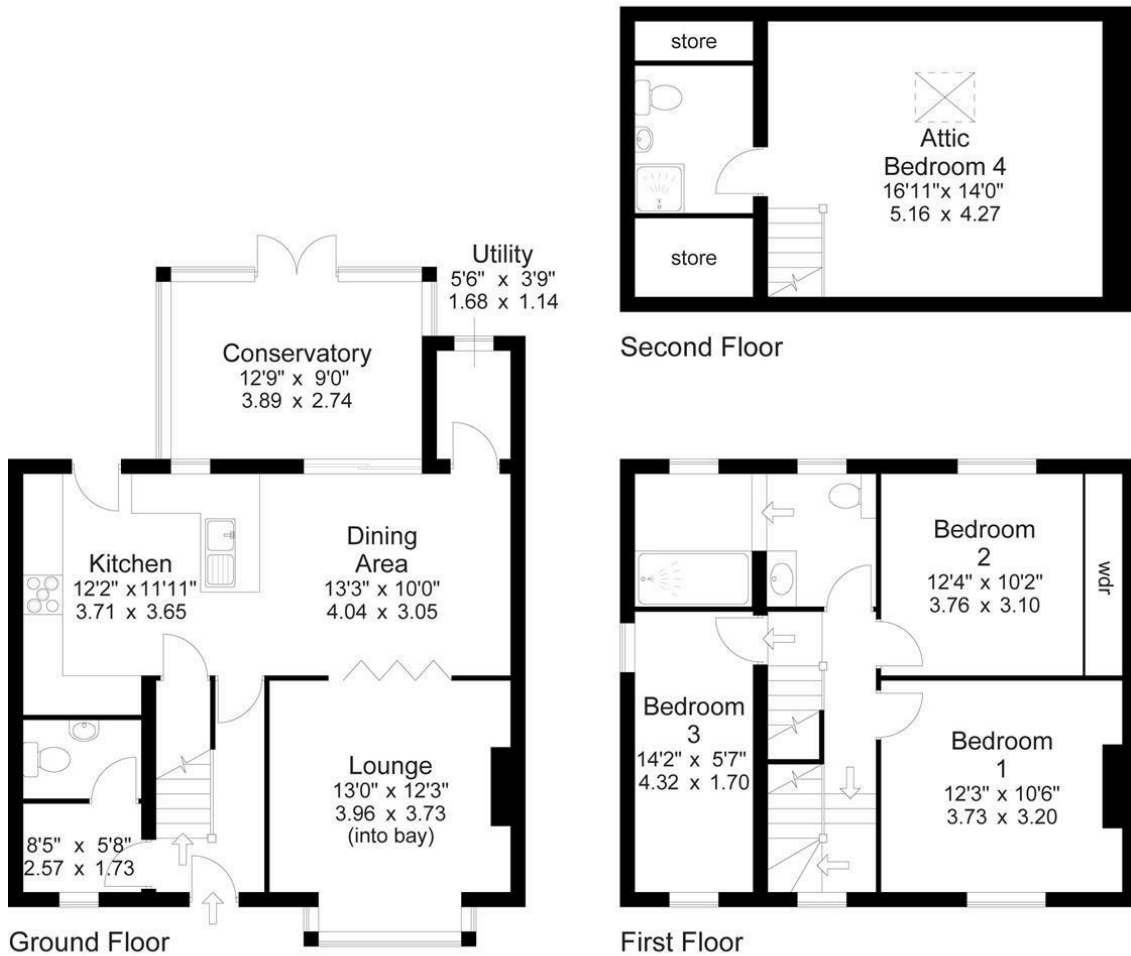 store
Attic
Bedroom 4
16'11"x 14'0"
5.16 x 4.27
store
Second Floor
Utility
5'6" x 3'9"
1.68 x 1.14
Conservatory
12'9" x 9'0"
3.89 x 2.74
Kitchen
12'2" x11'11"
3.71 x 3.65
Dining
Area
13'3" x 10'0"
4.04 x 3.05
Lounge
13'0" x 12'3"
3.96 x 3.73
(into bay)
8'5" x 5'8"
2.57 x 1.73
Ground Floor
Bedroom
2
12'4" x 10'2"
3.76 x 3.10
wdr
Bedroom
3
14'2" x 5'7"
4.32 x 1.70
Bedroom
1
12'3" x 10'6"
3.73 x 3.20
First Floor